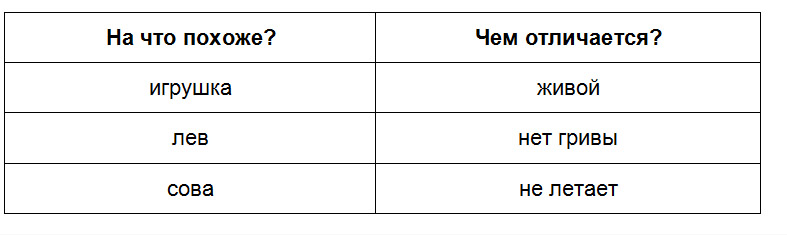 На что похоже? Чем отличается?
игрушка живой
лев нет гривы
сова не летает